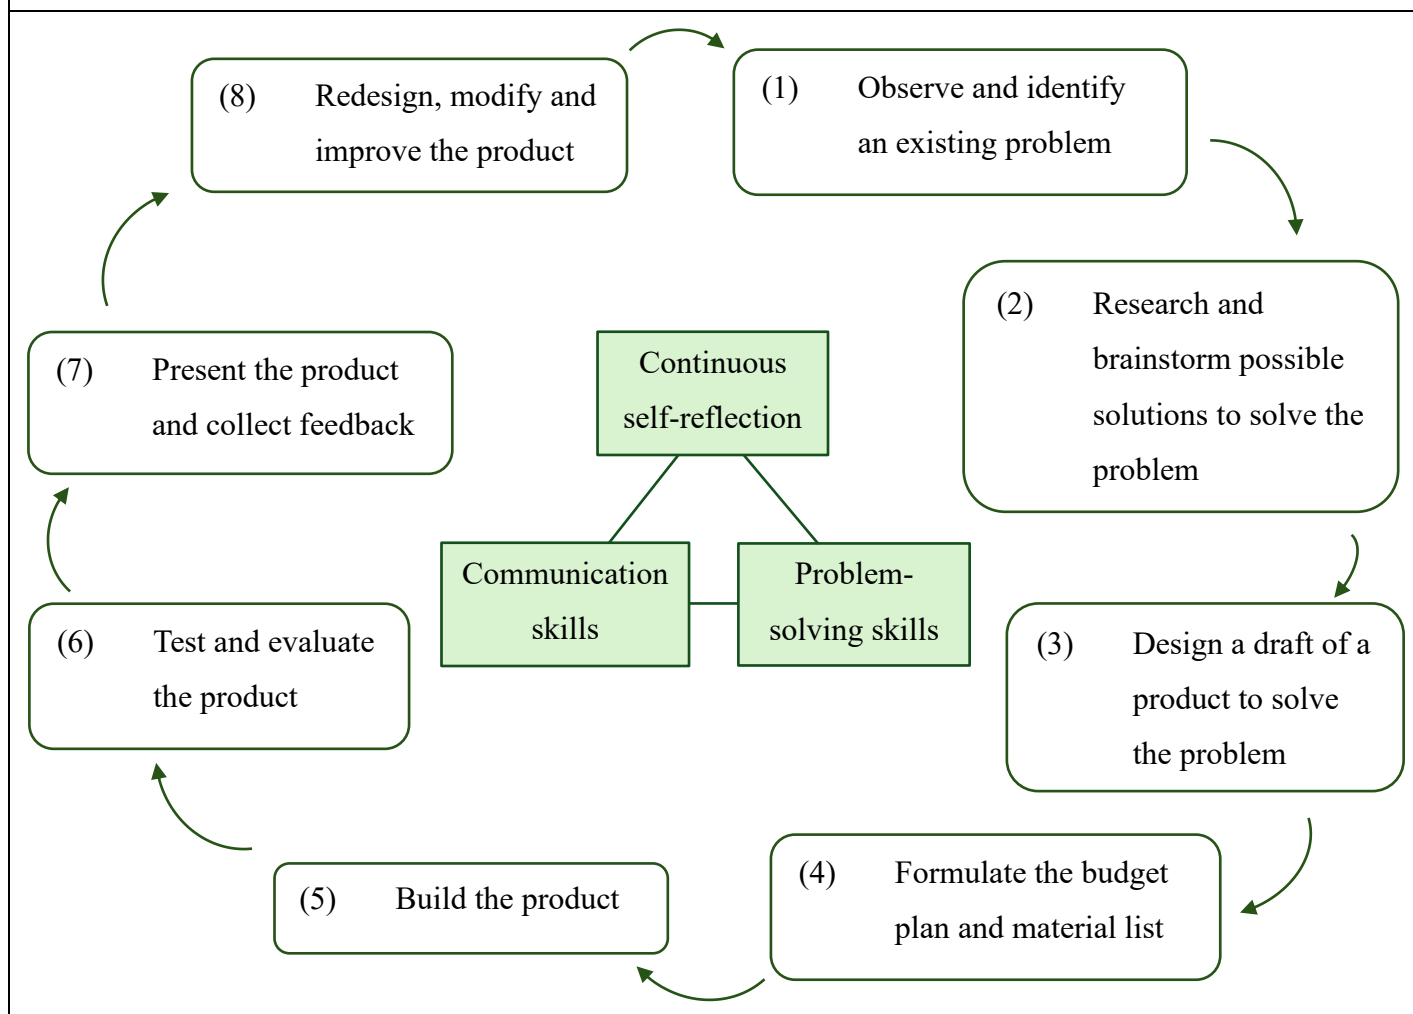 (1) Observe and identify
an existing problem
(2) Research and
brainstorm possible
solutions to solve the
problem
(3) Design a draft of a
product to solve
the problem
(4) Formulate the budget
plan and material list
(5) Build the product
(6) Test and evaluate
the product
(7) Present the product
and collect feedback
(8) Redesign, modify and
improve the product
Continuous
self-reflection
Communication
skills
Problem-
solving skills